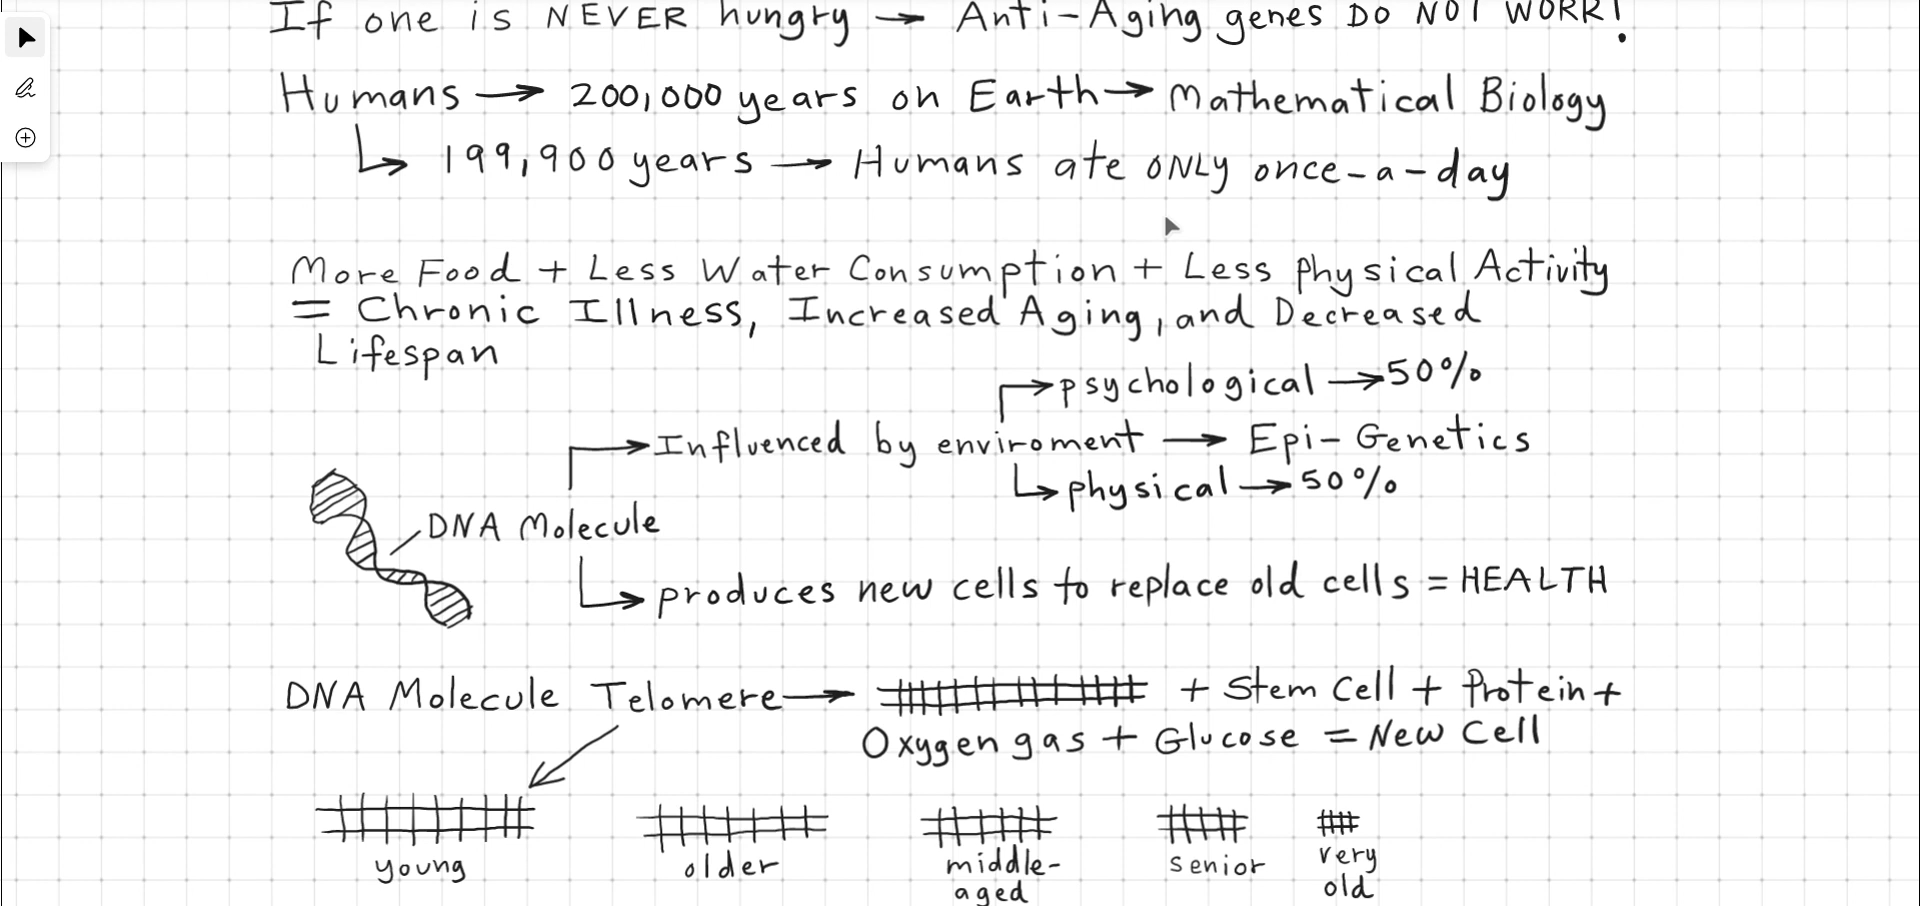 If one is NEVER hungry → Anti-Aging genes DO NOT WORK!
Humans → 200,000 years on Earth → Mathematical Biology
↳ 199,900 years → Humans ate ONLY once-a-day
More Food + Less Water Consumption + Less Physical Activity
= Chronic Illness, Increased Aging, and Decreased
Lifespan
psychological → 50%
Influenced by enviroment → Epi-Genetics
physical → 50%
DNA Molecule
produces new cells to replace old cells = HEALTH
DNA Molecule Telomere → + Stem Cell + Protein +
Oxygen gas + Glucose = New Cell
young
older
middle-
aged
senior
very
old